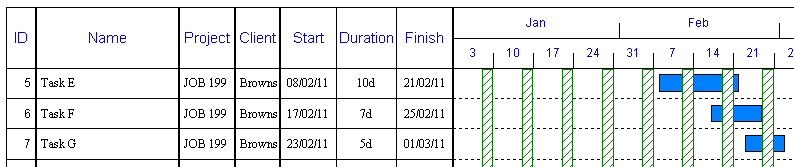 Jan Feb
ID Name Project Client Start Duration Finish
3 10 17 24 31 7 14 21
5 Task E JOB 199 Browns 08/02/11 10d 21/02/11
6 Task F JOB 199 Browns 17/02/11 7d 25/02/11
7 Task G JOB 199 Browns 23/02/11 5d 01/03/11